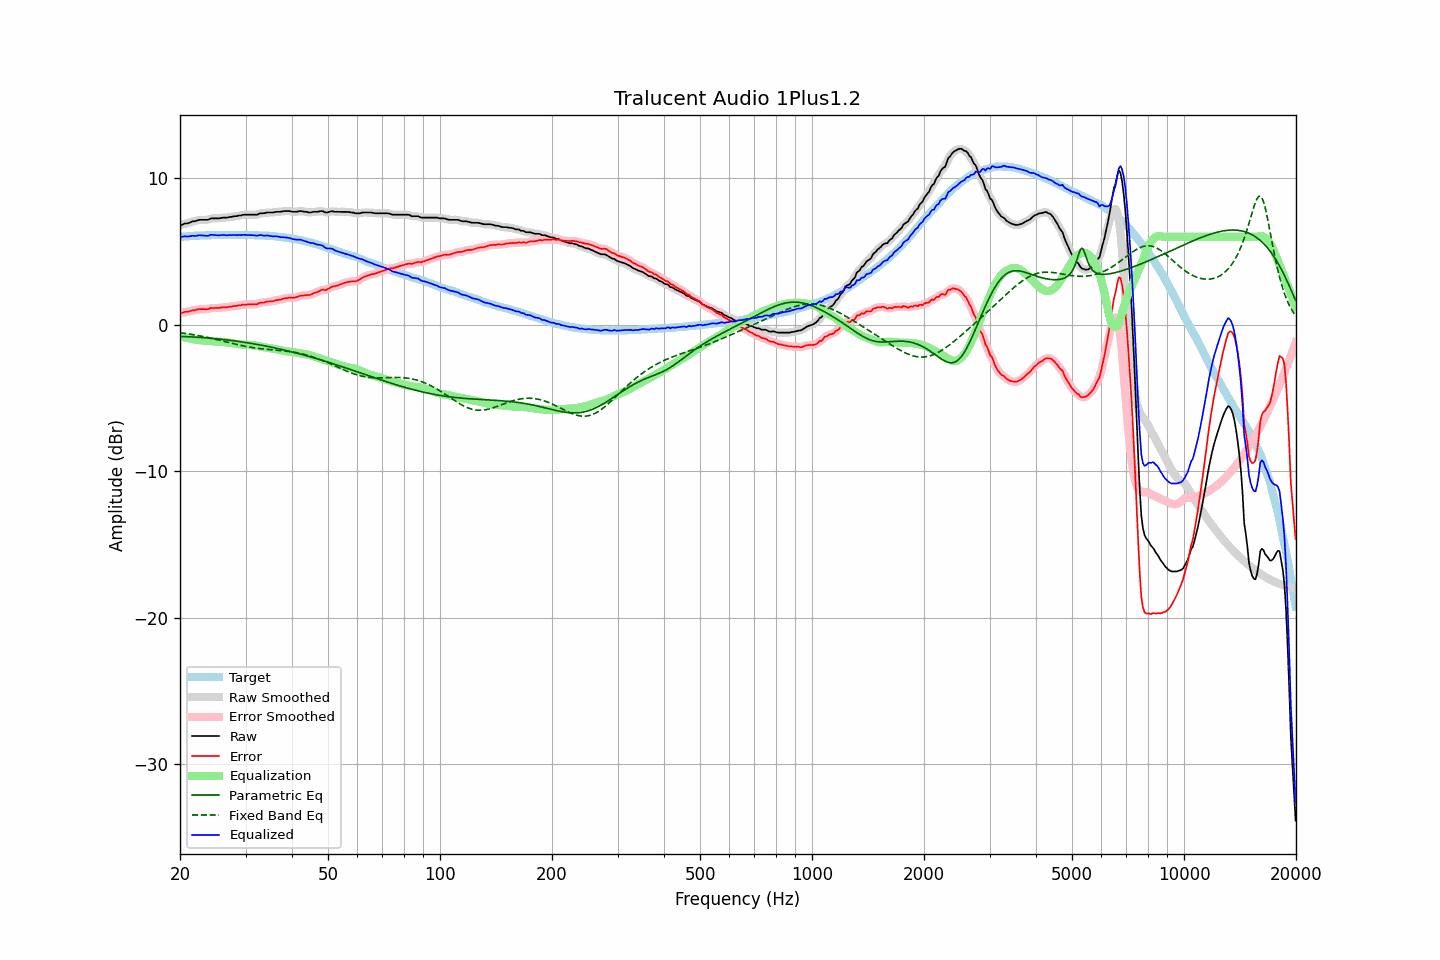 Tralucent Audio 1Plus1.2
Amplitude (dBr)
10
0
−10
−20
−30
Target
Raw Smoothed
Error Smoothed
Raw
Error
Equalization
Parametric Eq
Fixed Band Eq
Equalized
20 50 100 200 500 1000 2000 5000 10000 20000
Frequency (Hz)